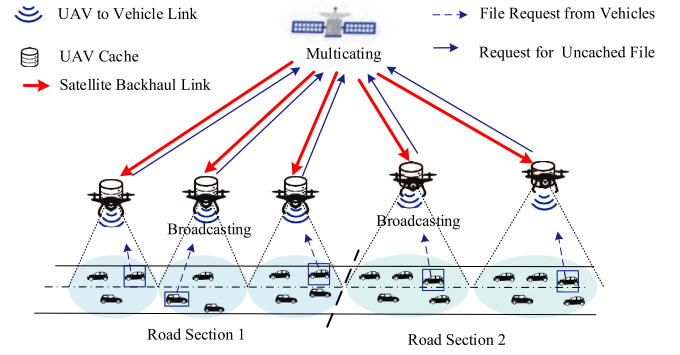 UAV to Vehicle Link
File Request from Vehicles
UAV Cache
Multicating
Request for Uncached File
Satellite Backhaul Link
Broadcasting
Broadcasting
Road Section 1
Road Section 2